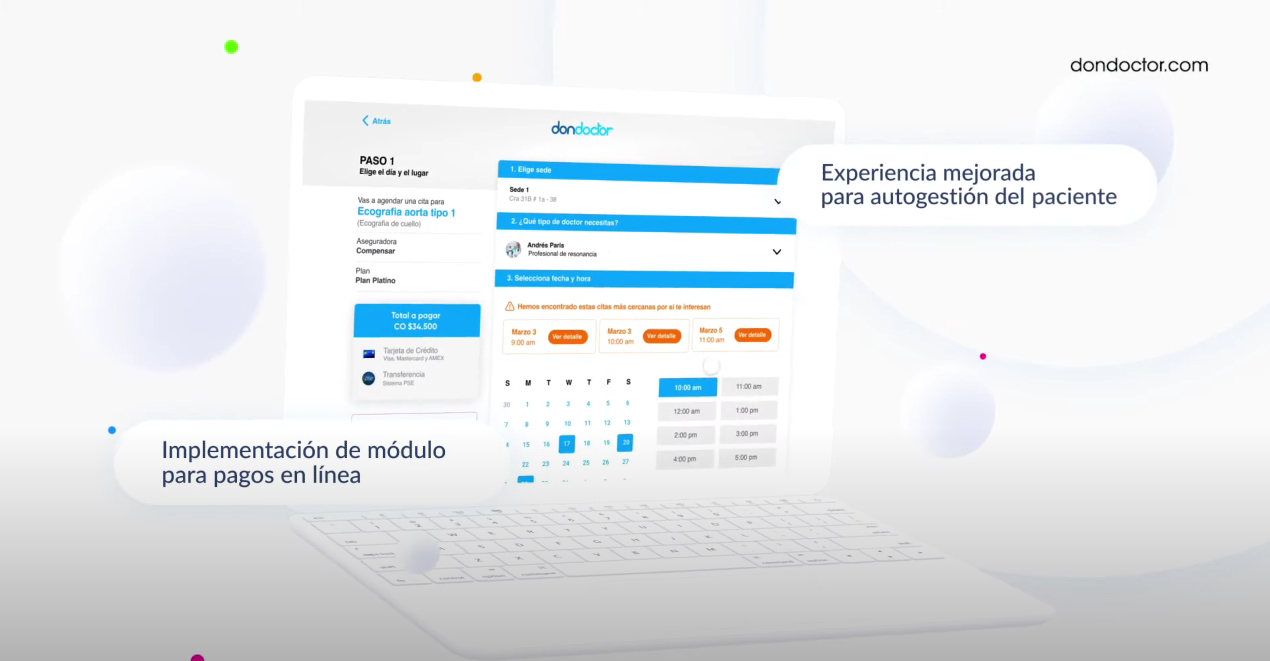 dondoctor.com
Atrás
dondoctor
PASO 1
Elige el día y el lugar
Vas a agendar una cita para
Ecografia aorta tipo 1
(Ecografia de cuello)
Aseguradora
Compensar
Plan
Plan Platino
Total a pagar
CO $34.500
Tarjeta de Crédito
Visa, Mastercard y AMEX
Transferencia
Sistema PSE
1. Elige sede
Sede 1
Cra 31B # 1a - 38
2. ¿Qué tipo de doctor necesitas?
Andrés Paris
Profesional de resonancia
3. Selecciona fecha y hora
Hemos encontrado estas citas más cercanas por si te interesan
Marzo 3
9:00 am
Ver detalle
Marzo 3
10:00 am
Ver detalle
Marzo 5
11:00 am
Ver detalle
S M T W T F S
30 1 2 3 4 5 6
7 8 9 10 11 12 13
15 16 17 18 19 20
22 23 24 25 26 27
10:00 am 11:00 am
12:00 am 1:00 pm
2:00 pm 3:00 pm
4:00 pm 5:00 pm
Experiencia mejorada
para autogestión del paciente
Implementación de módulo
para pagos en línea